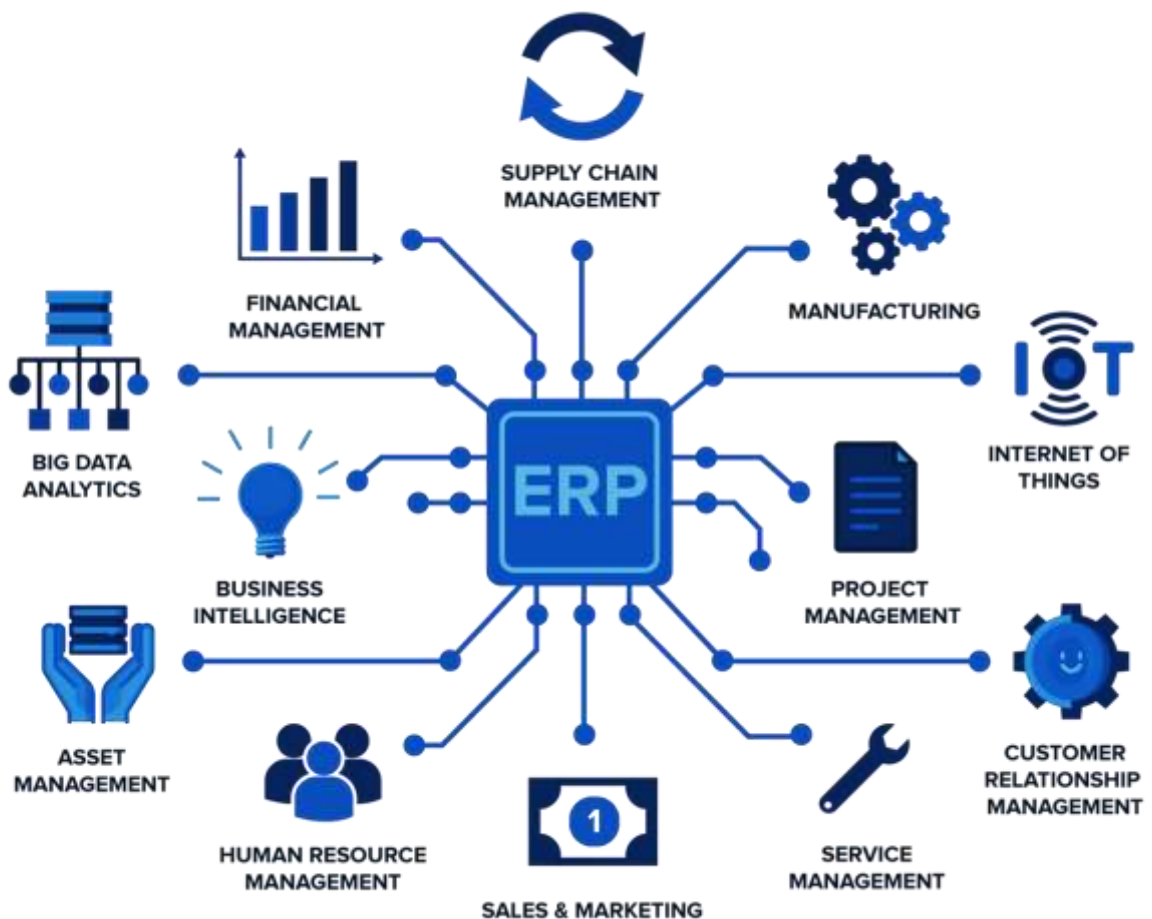 SUPPLY CHAIN
MANAGEMENT
FINANCIAL
MANAGEMENT
MANUFACTURING
BIG DATA
ANALYTICS
IOT
INTERNET OF
THINGS
ERP
BUSINESS
INTELLIGENCE
PROJECT
MANAGEMENT
ASSET
MANAGEMENT
CUSTOMER
RELATIONSHIP
MANAGEMENT
HUMAN RESOURCE
MANAGEMENT
1
SALES & MARKETING
SERVICE
MANAGEMENT